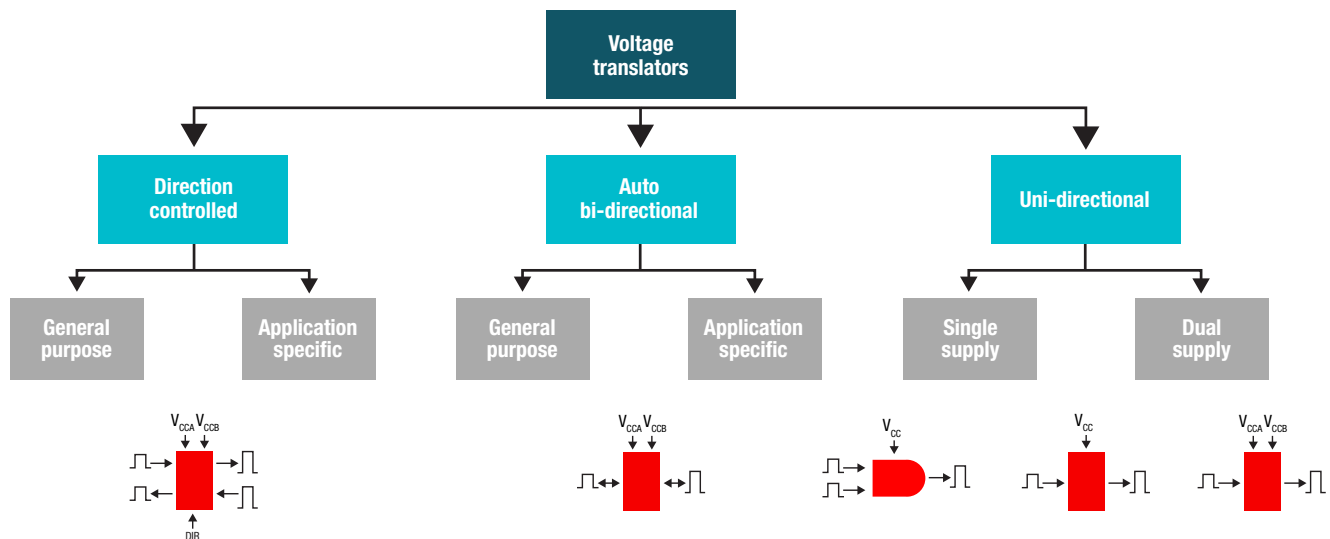 Voltage
translators
Direction
controlled
Auto
bi-directional
Uni-directional
General
purpose
Application
specific
General
purpose
Application
specific
Single
supply
Dual
supply
VCCA VCCB
DIR
VCCA VCCB
VCC
VCC
VCCA VCCB